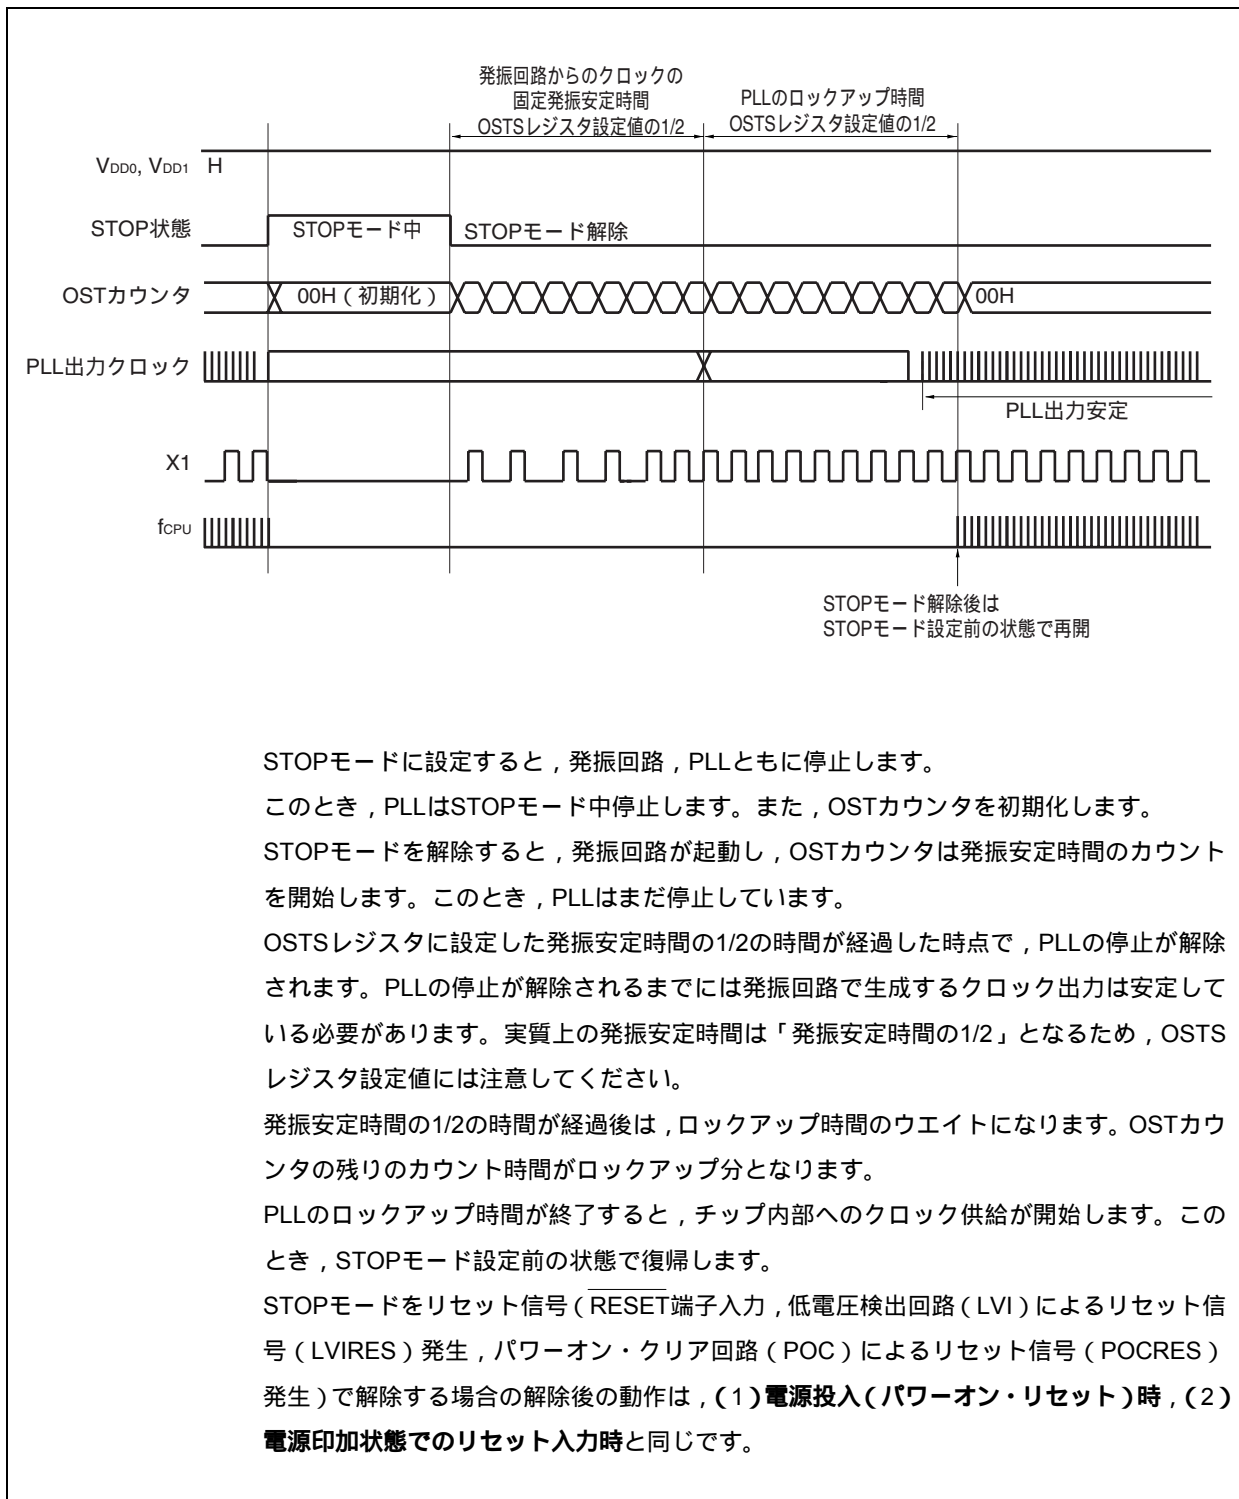 発振回路からのクロックの
固定発振安定時間
OSTSレジスタ設定値の1/2
PLLのロックアップ時間
OSTSレジスタ設定値の1/2
VDD0, VDD1 H
STOP状態 STOPモード中 STOPモード解除
OSTカウンタ 00H(初期化) 00H
PLL出力クロック
PLL出力安定
X1
fCPU
STOPモード解除後は
STOPモード設定前の状態で再開
STOPモードに設定すると，発振回路，PLLともに停止します。
このとき，PLLはSTOPモード中停止します。また，OSTカウンタを初期化します。
STOPモードを解除すると，発振回路が起動し，OSTカウンタは発振安定時間のカウント
を開始します。このとき，PLLはまだ停止しています。
OSTSレジスタに設定した発振安定時間の1/2の時間が経過した時点で，PLLの停止が解除
されます。PLLの停止が解除されるまでには発振回路で生成するクロック出力は安定して
いる必要があります。実質上の発振安定時間は「発振安定時間の1/2」となるため，OSTS
レジスタ設定値には注意してください。
発振安定時間の1/2の時間が経過後は，ロックアップ時間のウエイトになります。OSTカウ
ンタの残りのカウント時間がロックアップ分となります。
PLLのロックアップ時間が終了すると，チップ内部へのクロック供給が開始します。この
とき，STOPモード設定前の状態で復帰します。
STOPモードをリセット信号（RESET端子入力，低電圧検出回路（LVI）によるリセット信
号（LVIRES）発生，パワーオン・クリア回路（POC）によるリセット信号（POCRES）
発生）で解除する場合の解除後の動作は，（1）電源投入（パワーオン・リセット）時，（2）
電源印加状態でのリセット入力時と同じです。